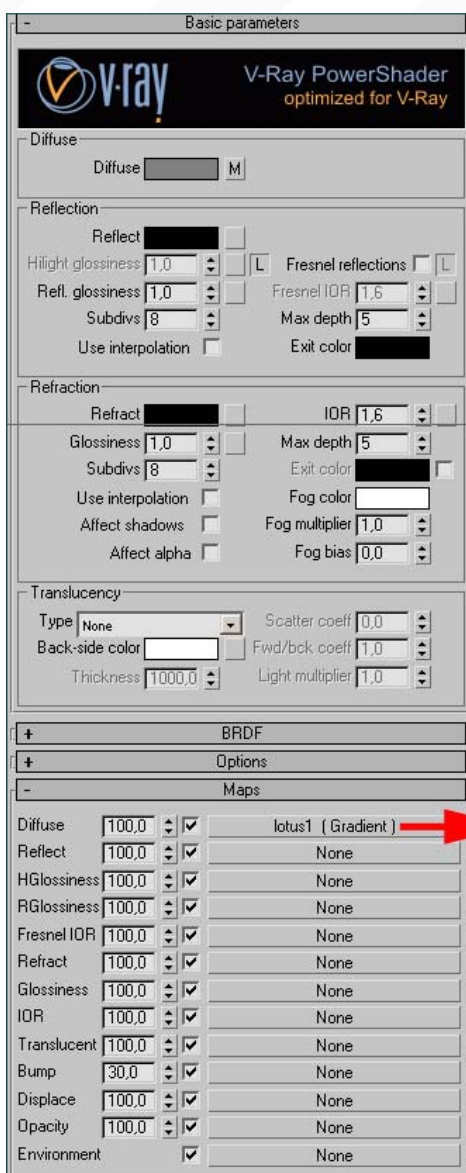 - Basic parameters
v·ray V-Ray PowerShader
optimized for V-Ray
Diffuse
Diffuse M
Reflection
Reflect
Hilight glossiness 1,0 L Fresnel reflections L
Refl. glossiness 1,0 Fresnel IOR 1,6
Subdivs 8 Max depth 5
Use interpolation Exit color
Refraction
Refract IOR 1,6
Glossiness 1,0 Max depth 5
Subdivs 8 Exit color
Use interpolation Fog color
Affect shadows Fog multiplier 1,0
Affect alpha Fog bias 0,0
Translucency
Type None Scatter coeff 0,0
Back-side color Fwd/bck coeff 1,0
Thickness 1000,0 Light multiplier 1,0
+ BRDF
+ Options
- Maps
Diffuse 100,0 lotus1 ( Gradient )
Reflect 100,0 None
HGlossiness 100,0 None
RGlossiness 100,0 None
Fresnel IOR 100,0 None
Refract 100,0 None
Glossiness 100,0 None
IOR 100,0 None
Translucent 100,0 None
Bump 30,0 None
Displace 100,0 None
Opacity 100,0 None
Environment None